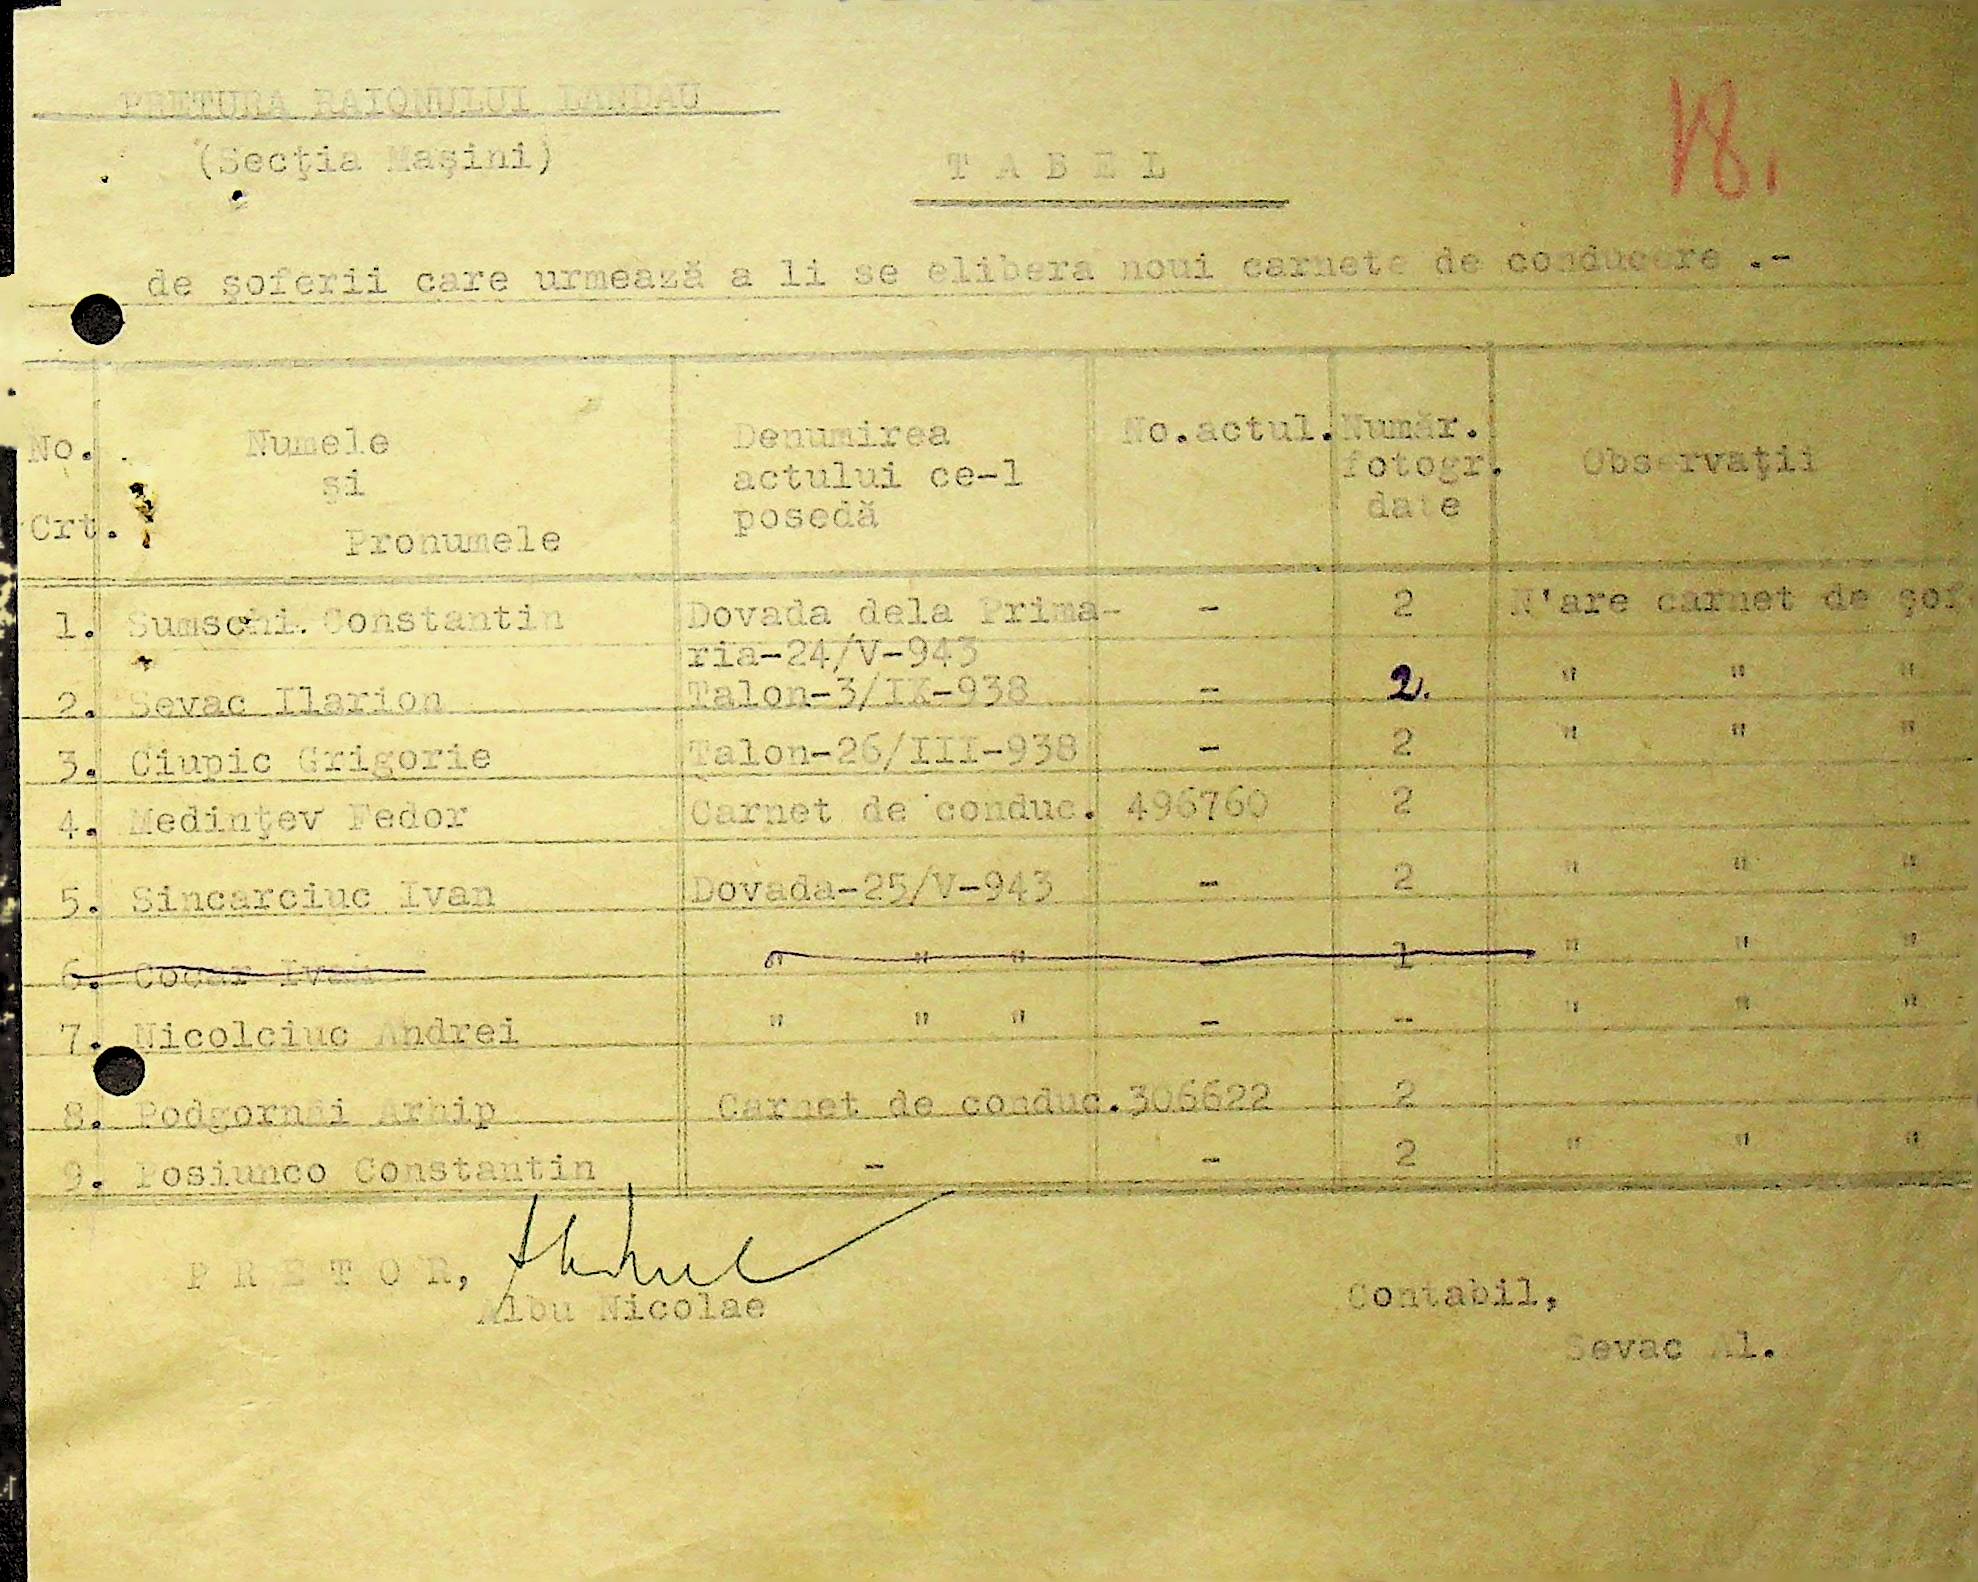 PRETURA RAIONULUI LANDAU
(Secţia Maşini)
18.
T A B E L
de şoferii care urmează a li se elibera noui carnete de conducere .-
No. Crt. Numele şi Pronumele Denumirea actului ce-l posedă No.actul. Număr. fotogr. date Observaţii
1. Sumschi Constantin Dovada dela Prima- - 2 N'are carnet de şof
ria-24/V-943
2. Sevac Ilarion Talon-3/IX-938 - 2. " " "
3. Ciupic Grigorie Talon-26/III-938 - 2 " " "
4. Medinţev Fedor Carnet de conduc. 496760 2
5. Sincarciuc Ivan Dovada-25/V-943 - 2 " " "
6. Cocar Ivan " " " - 1 " " "
7. Nicolciuc Andrei " " " - - " " "
8. Podgornăi Arhip Carnet de conduc. 306622 2
9. Posiunco Constantin - - 2 " " "
P R E T O R,
Albu Nicolae
Contabil,
Sevac Al.